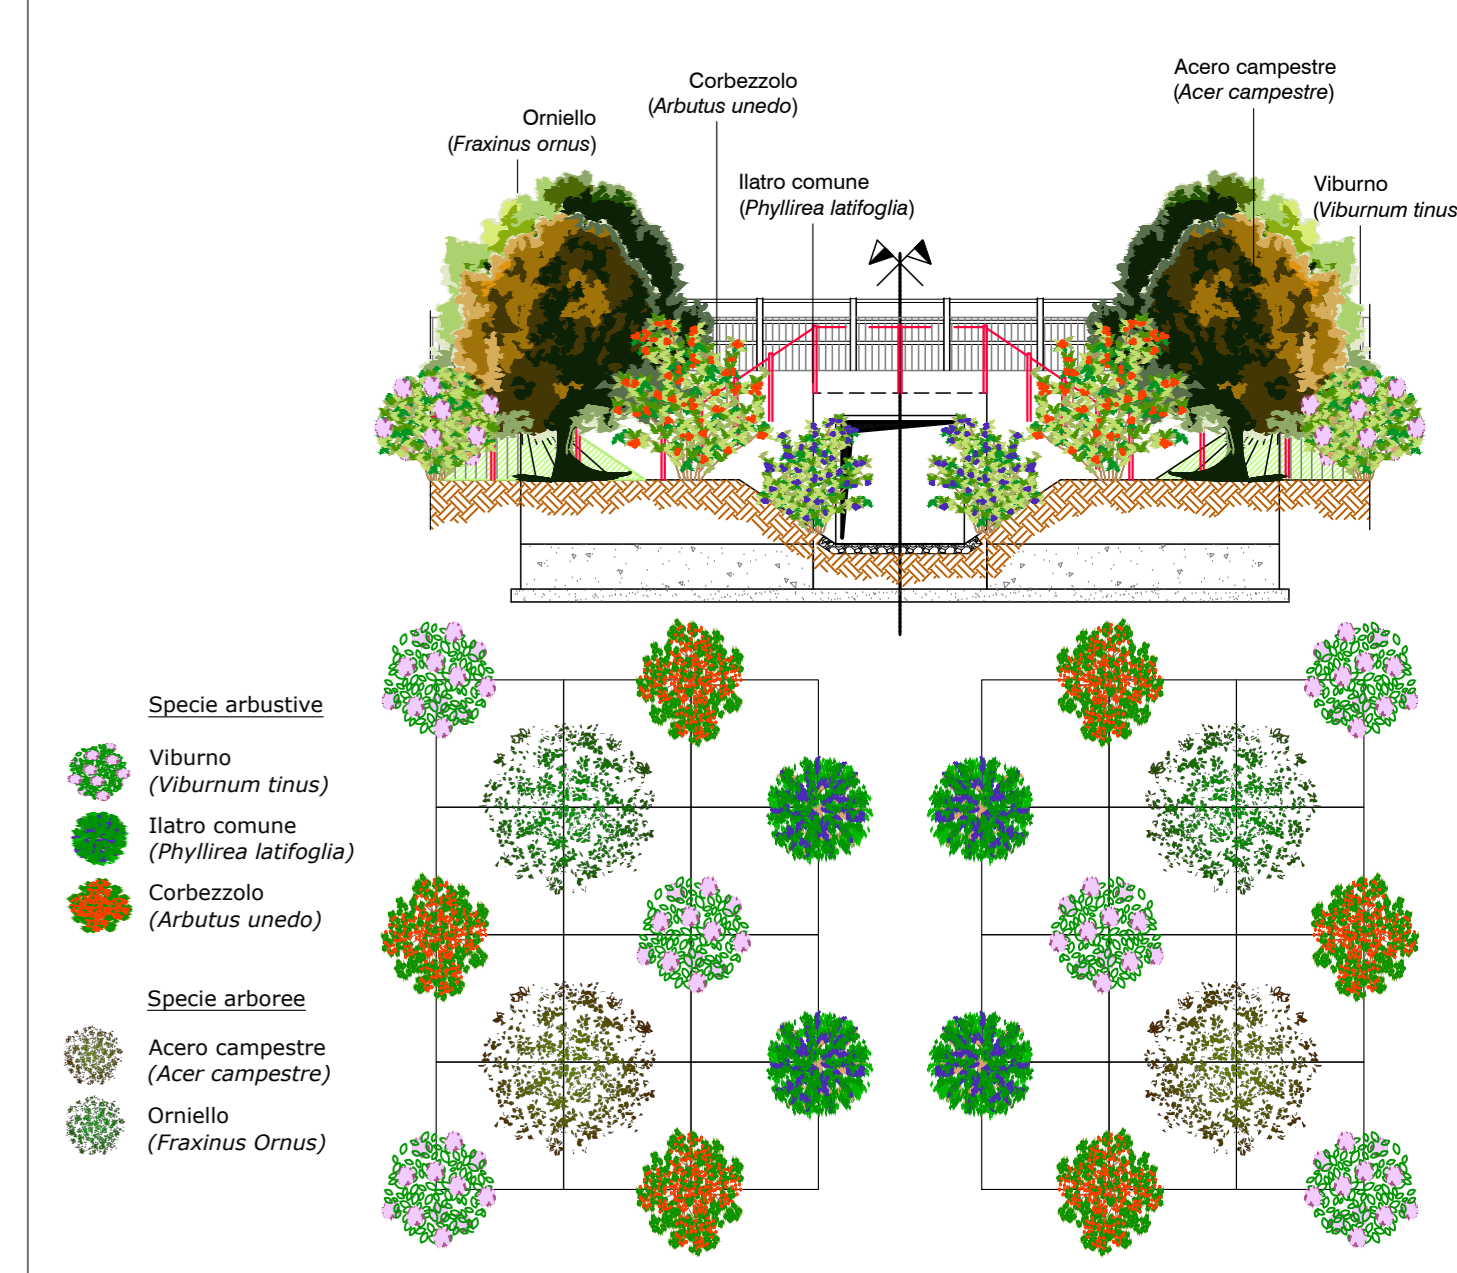 Acero campestre
(Acer campestre)
Corbezzolo
(Arbutus unedo)
Orniello
(Fraxinus ornus)
Ilatro comune
(Phyllirea latifoglia)
Viburno
(Viburnum tinus
Specie arbustive
Viburno
(Viburnum tinus)
Ilatro comune
(Phyllirea latifoglia)
Corbezzolo
(Arbutus unedo)
Specie arboree
Acero campestre
(Acer campestre)
Orniello
(Fraxinus Ornus)